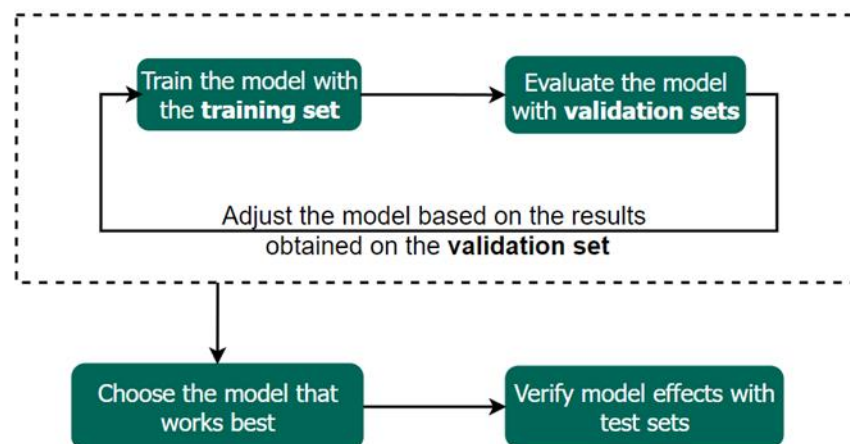 Train the model with
the training set
Evaluate the model
with validation sets
Adjust the model based on the results
obtained on the validation set
Choose the model that
works best
Verify model effects with
test sets